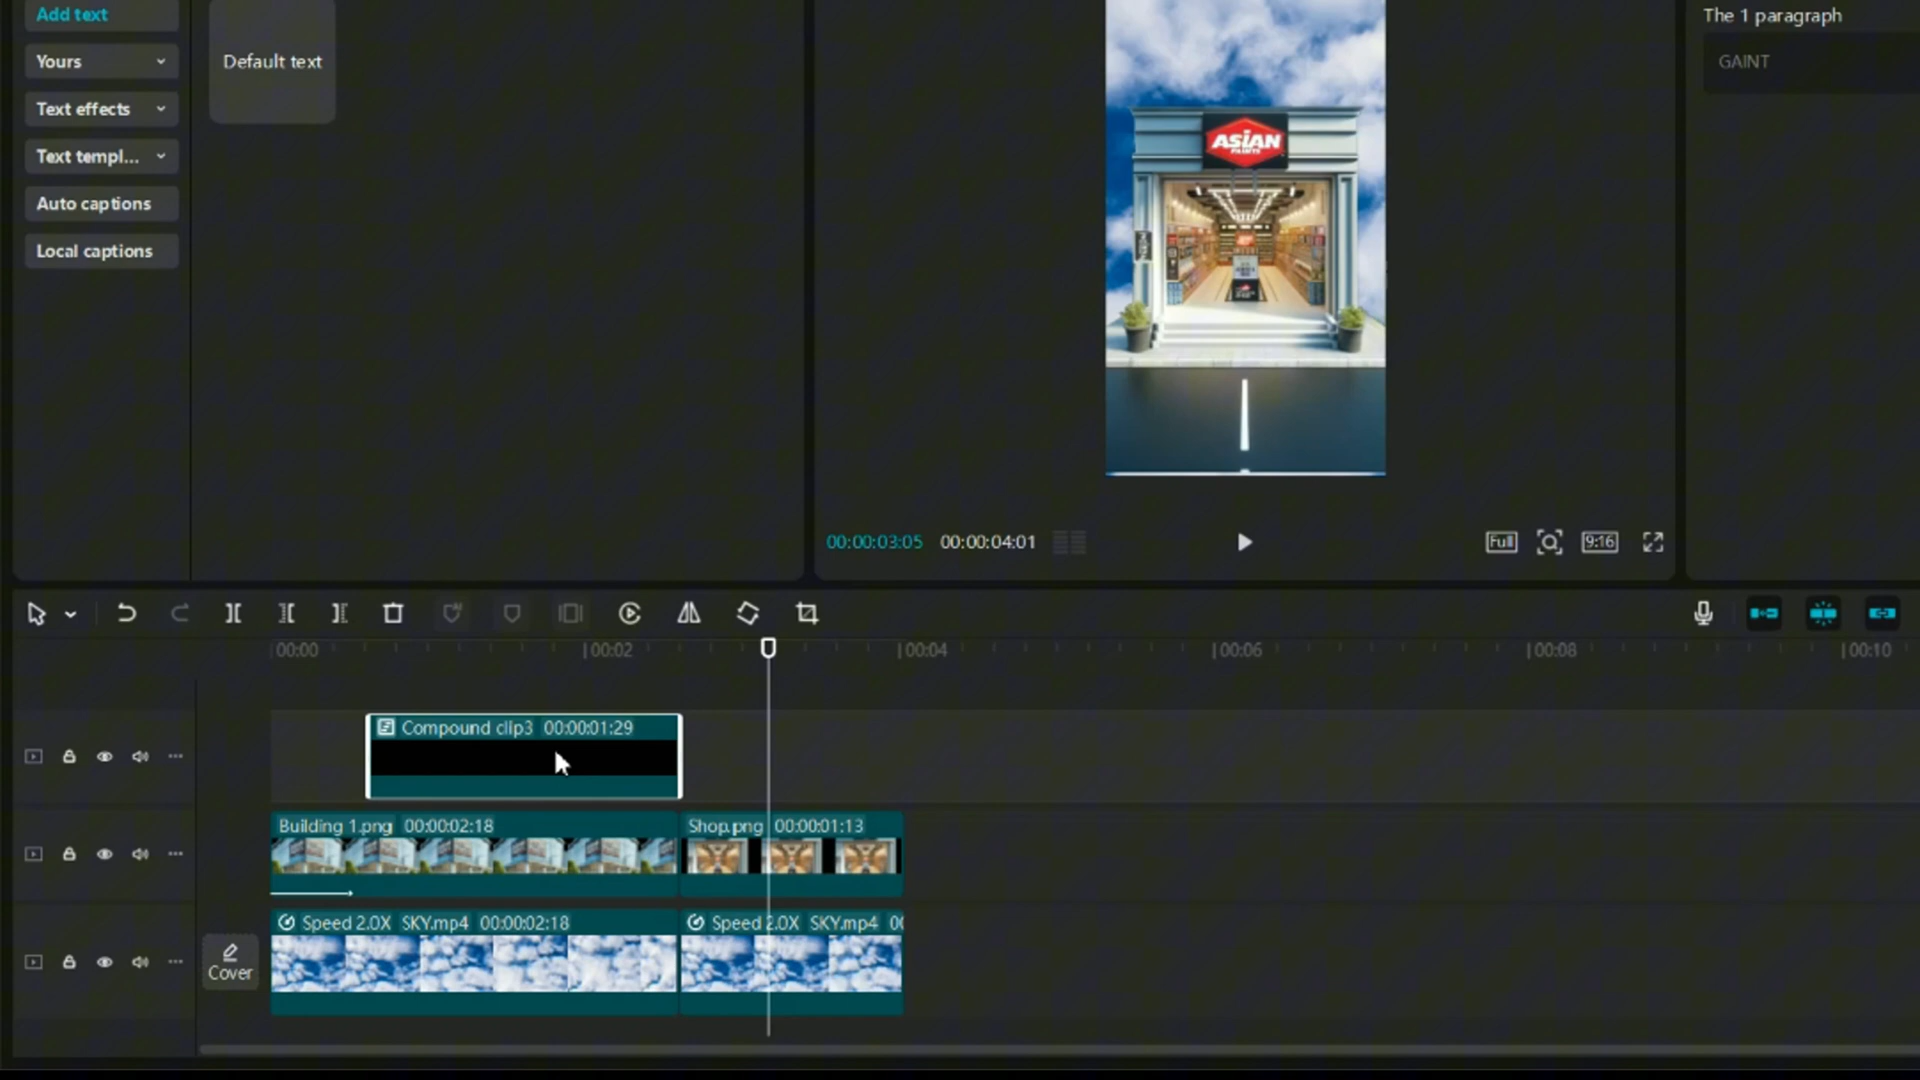 Add text
Yours
Text effects
Text templ...
Auto captions
Local captions
Default text
ASIAN
PAINTS
The 1 paragraph
GAINT
00:00:03:05 00:00:04:01
Full
9:16
00:00 00:02 00:04 00:06 00:08 00:10
Compound clip3 00:00:01:29
Building 1.png 00:00:02:18
Shop.png 00:00:01:13
Speed 2.0X SKY.mp4 00:00:02:18
Speed 2.0X SKY.mp4 00
Cover